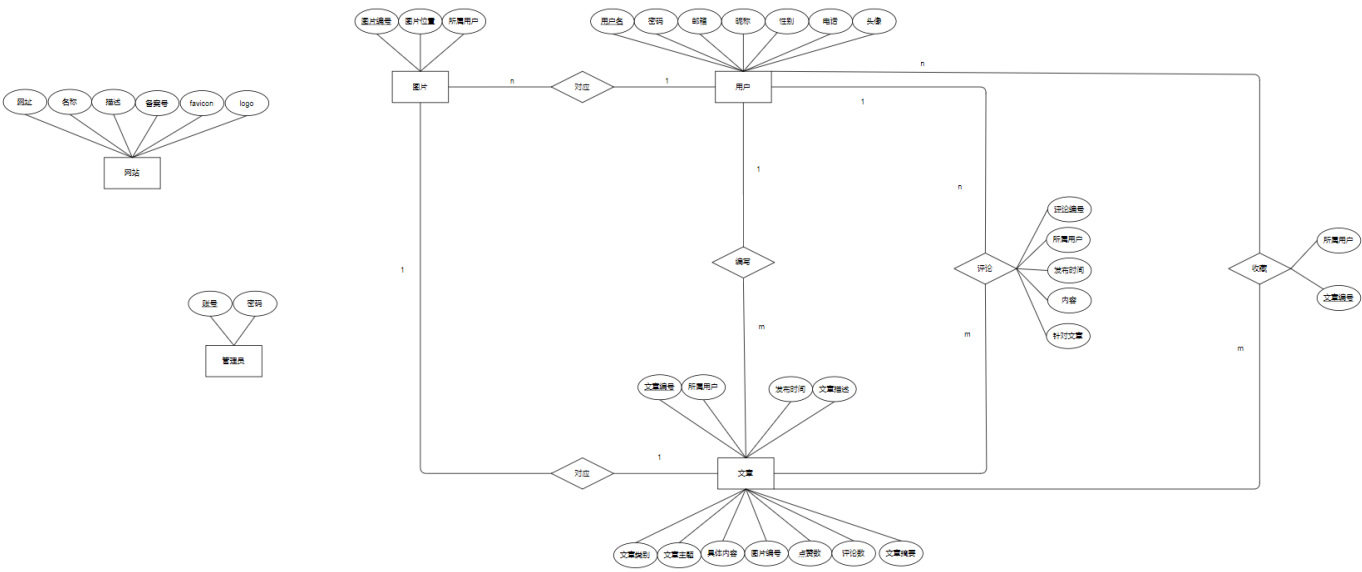 图片编号 图片位置 所属用户
用户名 密码 邮箱 昵称 性别 电话 头像
n
图片
n
对应
1
用户
1
网址 名称 描述 备案号 favicon logo
网站
1
n
评论编号
所属用户
发布时间
内容
针对文章
1
编写
评论
收藏
所属用户
文章编号
账号 密码
管理员
m
m
m
文章编号 所属用户 发布时间 文章描述
1
对应
文章
文章类别 文章主题 具体内容 图片编号 点赞数 评论数 文章摘要